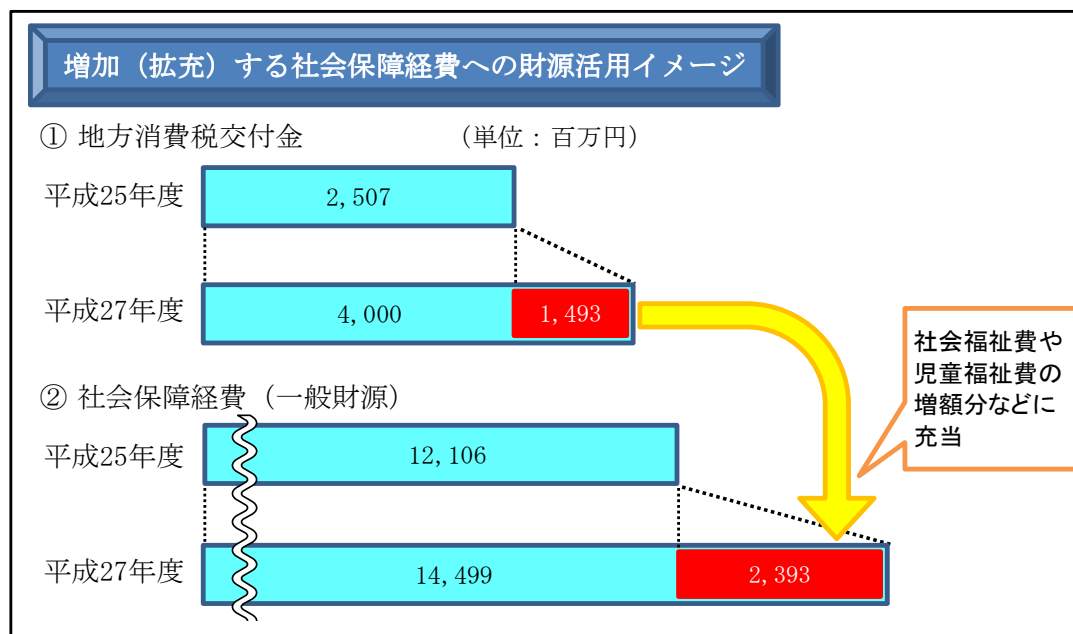 増加（拡充）する社会保障経費への財源活用イメージ
① 地方消費税交付金　（単位：百万円）
平成25年度
2,507
平成27年度
4,000
1,493
社会福祉費や
児童福祉費の
増額分などに
充当
② 社会保障経費（一般財源）
平成25年度
12,106
平成27年度
14,499
2,393